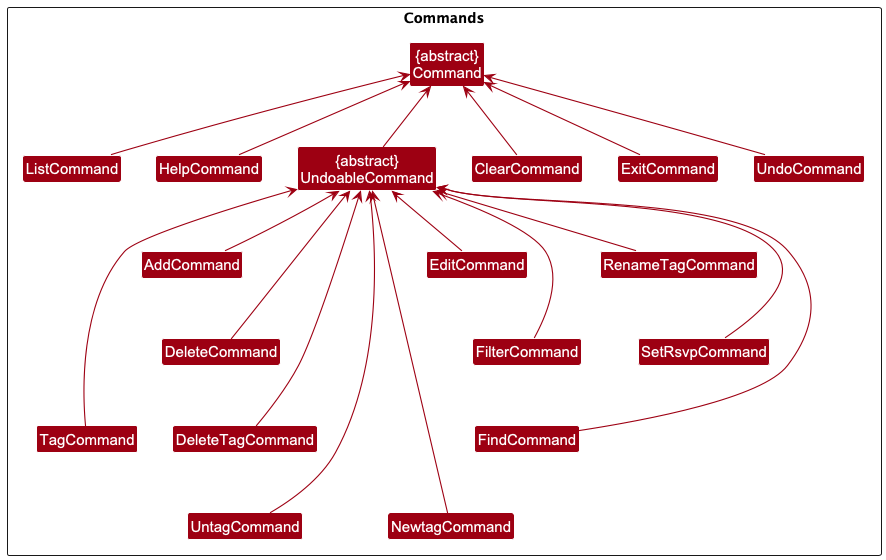 Commands
{abstract}
Command
ListCommand
HelpCommand
{abstract}
UndoableCommand
ClearCommand
ExitCommand
UndoCommand
AddCommand
EditCommand
RenameTagCommand
DeleteCommand
FilterCommand
SetRsvpCommand
TagCommand
DeleteTagCommand
FindCommand
UntagCommand
NewtagCommand